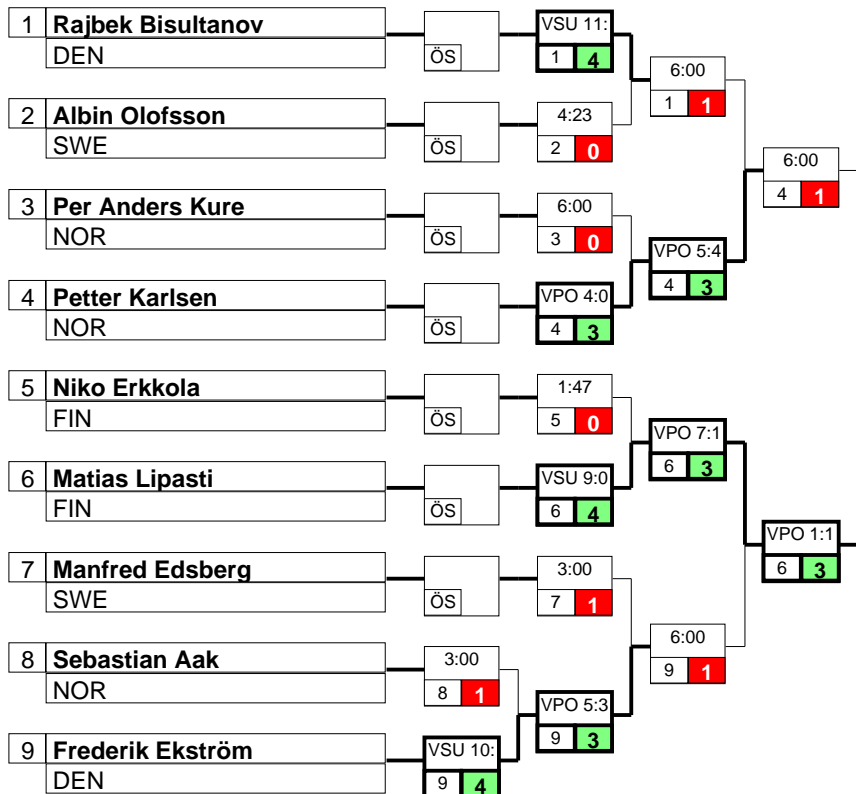 1 Rajbek Bisultanov
DEN
ÖS
VSU 11:
1 4
6:00
1 1
2 Albin Olofsson
SWE
ÖS
4:23
2 0
6:00
4 1
3 Per Anders Kure
NOR
ÖS
6:00
3 0
VPO 5:4
4 3
4 Petter Karlsen
NOR
ÖS
VPO 4:0
4 3
5 Niko Erkkola
FIN
ÖS
1:47
5 0
VPO 7:1
6 3
6 Matias Lipasti
FIN
ÖS
VSU 9:0
6 4
VPO 1:1
6 3
7 Manfred Edsberg
SWE
ÖS
3:00
7 1
6:00
9 1
8 Sebastian Aak
NOR
3:00
8 1
VPO 5:3
9 3
9 Frederik Ekström
DEN
VSU 10:
9 4